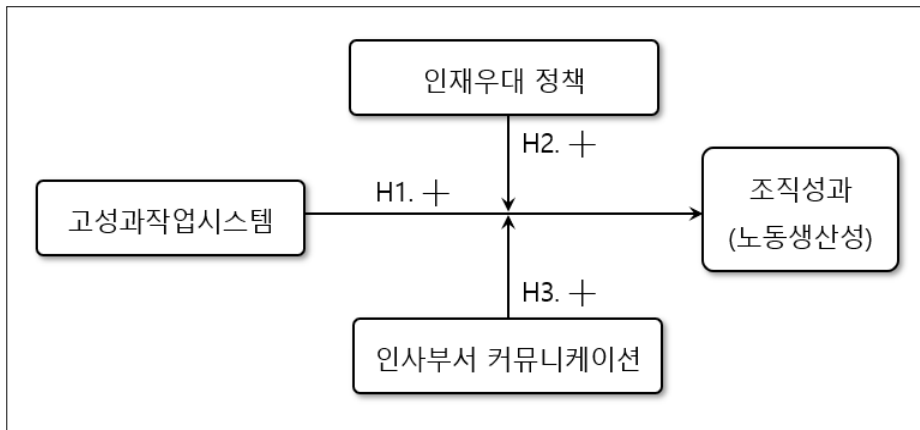 인재우대 정책
H2. +
H1. +
고성과작업시스템
조직성과
(노동생산성)
H3. +
인사부서 커뮤니케이션